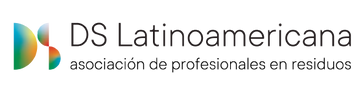 DS Latinoamericana
asociación de profesionales en residuos